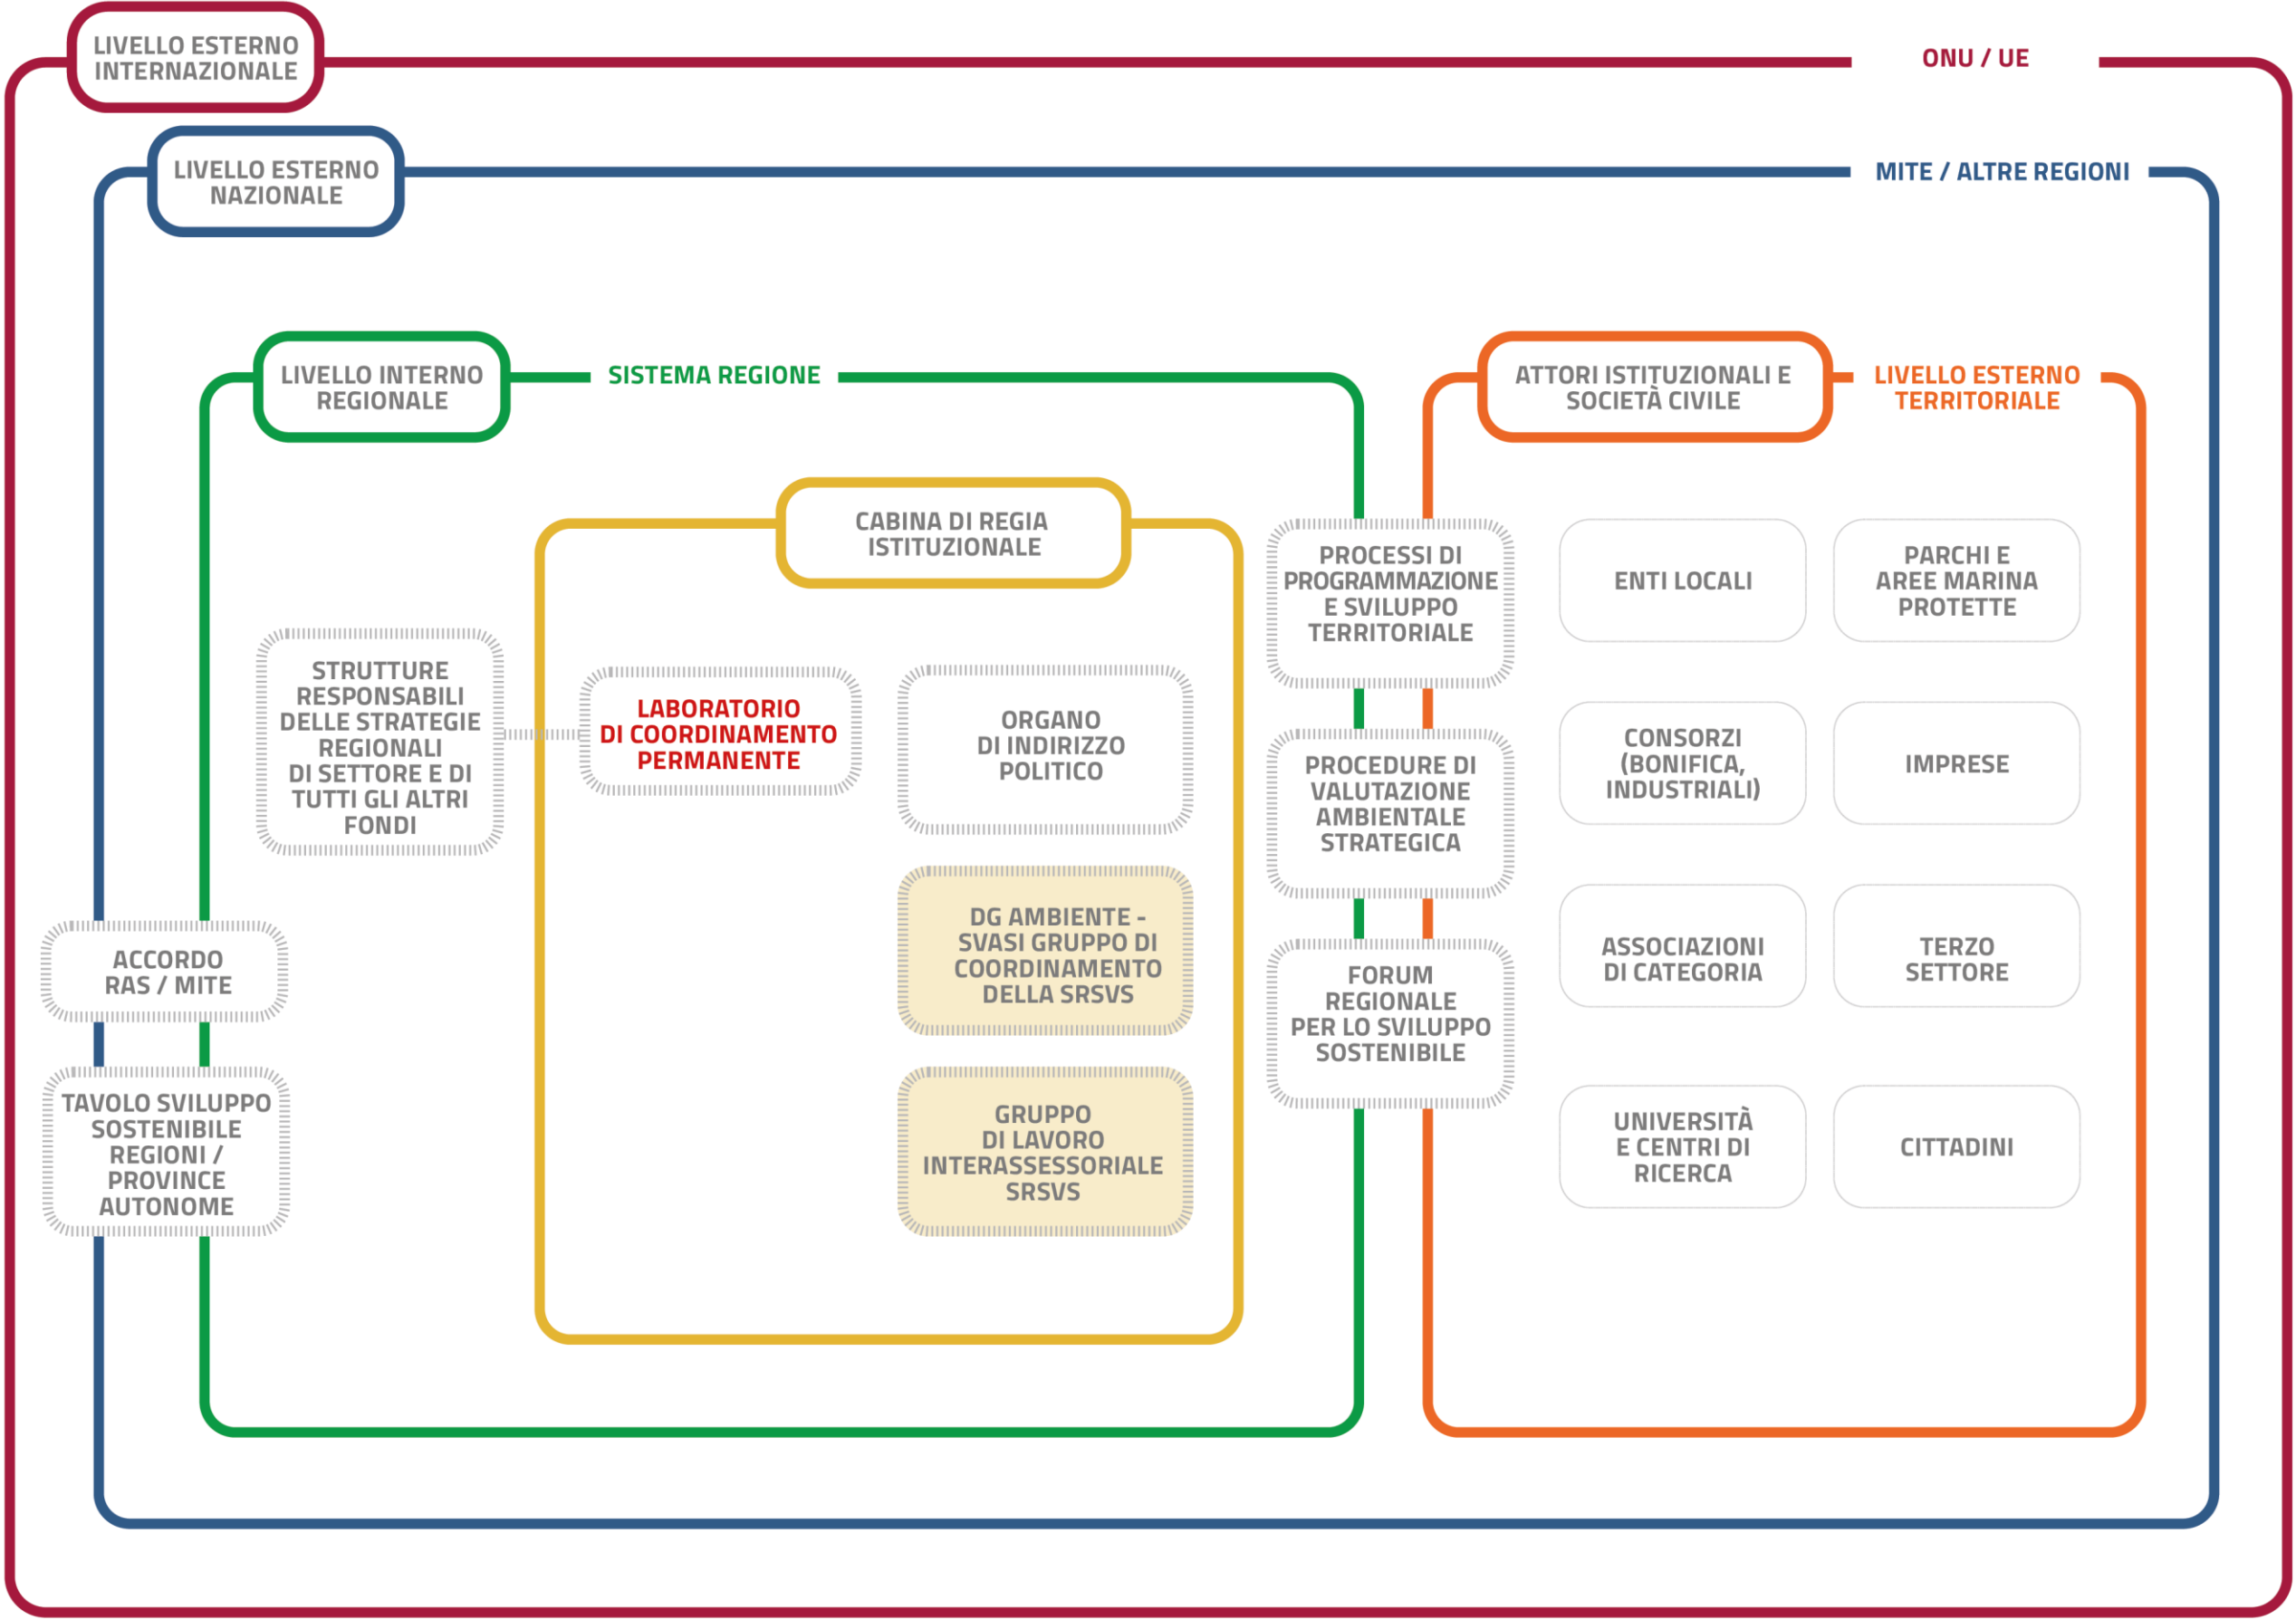 LIVELLO ESTERNO
INTERNAZIONALE
ONU / UE
LIVELLO ESTERNO
NAZIONALE
MITE / ALTRE REGIONI
LIVELLO INTERNO
REGIONALE
SISTEMA REGIONE
ATTORI ISTITUZIONALI E
SOCIETÀ CIVILE
LIVELLO ESTERNO
TERRITORIALE
CABINA DI REGIA
ISTITUZIONALE
STRUTTURE
RESPONSABILI
DELLE STRATEGIE
REGIONALI
DI SETTORE E DI
TUTTI GLI ALTRI
FONDI
LABORATORIO
DI COORDINAMENTO
PERMANENTE
ORGANO
DI INDIRIZZO
POLITICO
DG AMBIENTE -
SVASI GRUPPO DI
COORDINAMENTO
DELLA SRSVS
GRUPPO
DI LAVORO
INTERASSESSORIALE
SRSVS
ACCORDO
RAS / MITE
TAVOLO SVILUPPO
SOSTENIBILE
REGIONI /
PROVINCE
AUTONOME
PROCESSI DI
PROGRAMMAZIONE
E SVILUPPO
TERRITORIALE
PROCEDURE DI
VALUTAZIONE
AMBIENTALE
STRATEGICA
FORUM
REGIONALE
PER LO SVILUPPO
SOSTENIBILE
ENTI LOCALI
PARCHI E
AREE MARINA
PROTETTE
CONSORZI
(BONIFICA,
INDUSTRIALI)
IMPRESE
ASSOCIAZIONI
DI CATEGORIA
TERZO
SETTORE
UNIVERSITÀ
E CENTRI DI
RICERCA
CITTADINI